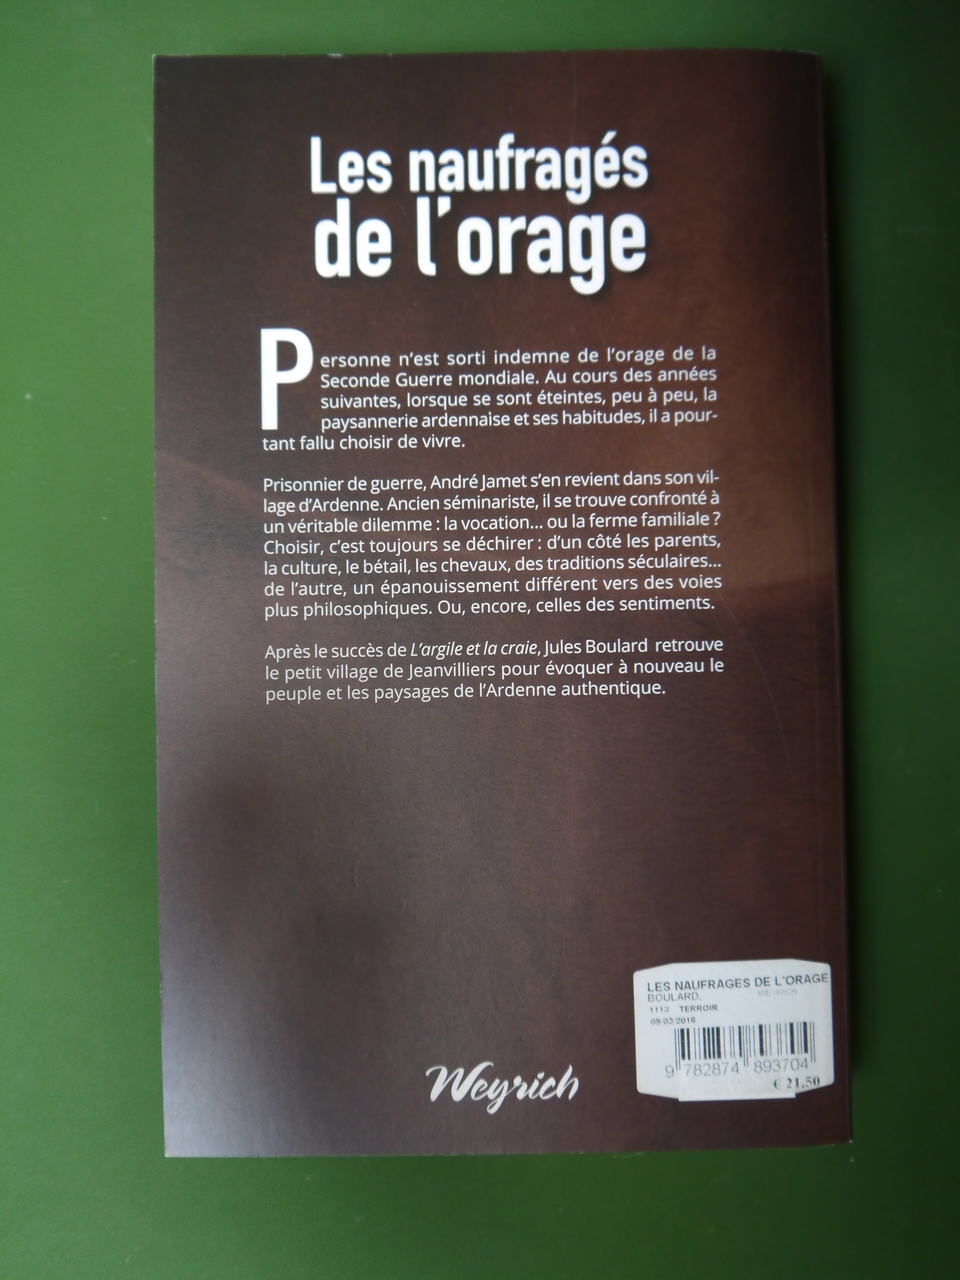 Les naufragés
de l'orage
Personne n'est sorti indemne de l'orage de la
Seconde Guerre mondiale. Au cours des années
suivantes, lorsque se sont éteintes, peu à peu, la
paysannerie ardennaise et ses habitudes, il a pour-
tant fallu choisir de vivre.
Prisonnier de guerre, André Jamet s'en revient dans son vil-
lage d'Ardenne. Ancien séminariste, il se trouve confronté à
un véritable dilemme : la vocation... ou la ferme familiale ?
Choisir, c'est toujours se déchirer : d'un côté les parents,
la culture, le bétail, les chevaux, des traditions séculaires...
de l'autre, un épanouissement différent vers des voies
plus philosophiques. Ou, encore, celles des sentiments.
Après le succès de L'argile et la craie, Jules Boulard retrouve
le petit village de Jeanvilliers pour évoquer à nouveau le
peuple et les paysages de l'Ardenne authentique.
Weyrich
LES NAUFRAGES DE L'ORAGE
BOULARD, WEYRICH
1113 TERROIR
09/03/2016
9 782874 893704
€ 21,50